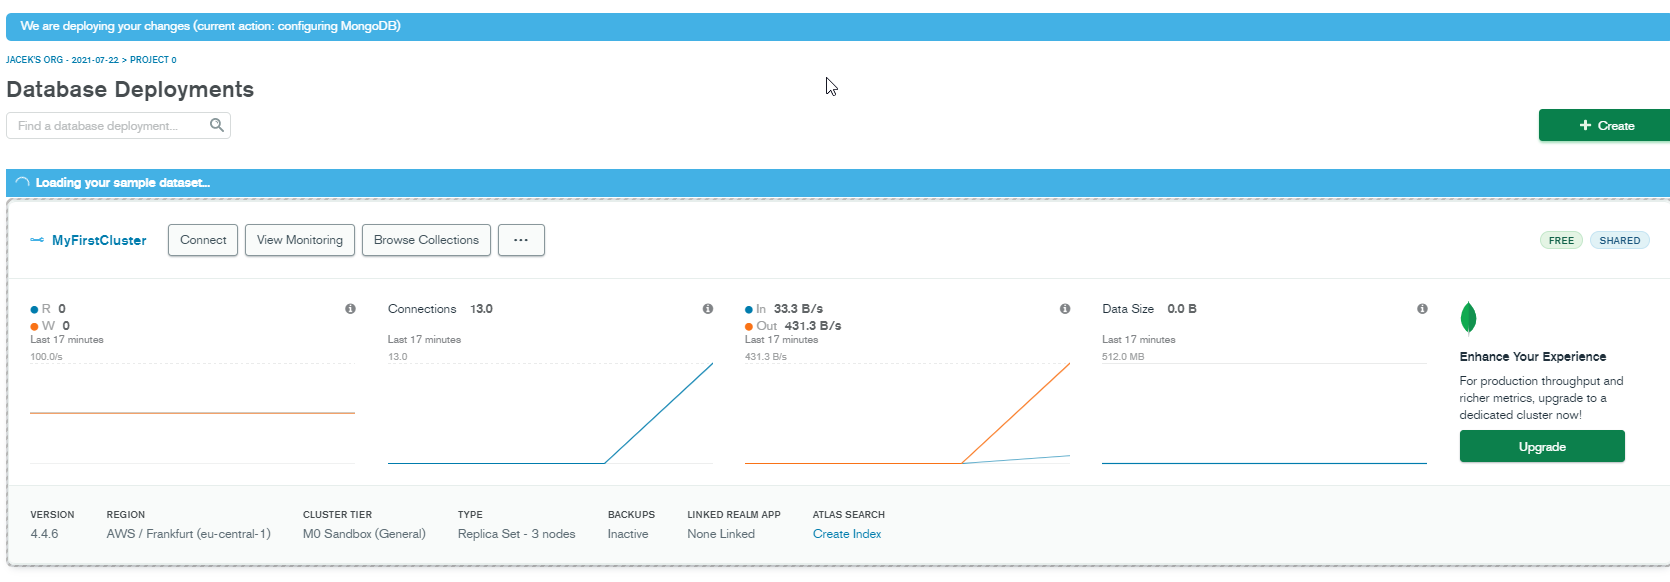 We are deploying your changes (current action: configuring MongoDB)
JACEK'S ORG - 2021-07-22 > PROJECT 0
Database Deployments
Find a database deployment...
+ Create
Loading your sample dataset...
MyFirstCluster Connect View Monitoring Browse Collections ... FREE SHARED
R 0
W 0
Last 17 minutes
100.0/s
Connections 13.0
Last 17 minutes
13.0
In 33.3 B/s
Out 431.3 B/s
Last 17 minutes
431.3 B/s
Data Size 0.0 B
Last 17 minutes
512.0 MB
Enhance Your Experience
For production throughput and
richer metrics, upgrade to a
dedicated cluster now!
Upgrade
VERSION REGION CLUSTER TIER TYPE BACKUPS LINKED REALM APP ATLAS SEARCH
4.4.6 AWS / Frankfurt (eu-central-1) M0 Sandbox (General) Replica Set - 3 nodes Inactive None Linked Create Index